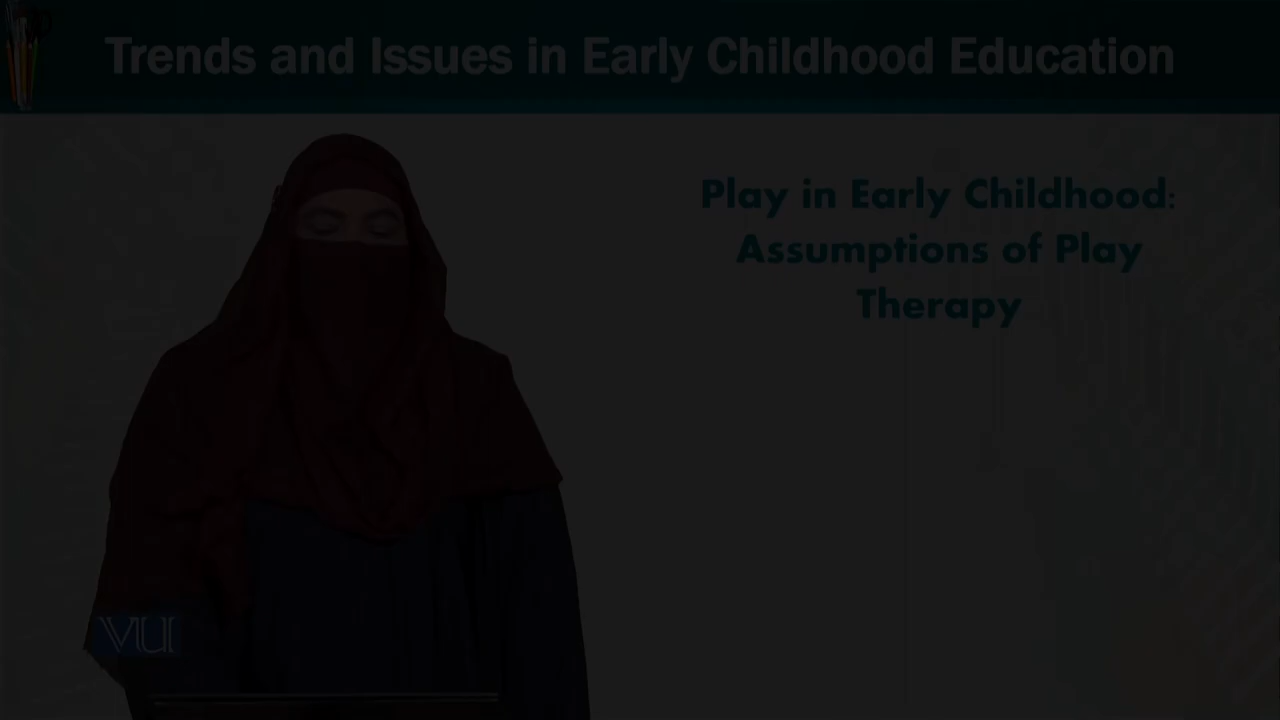 Trends and Issues in Early Childhood Education
Play in Early Childhood:
Assumptions of Play
Therapy
VU